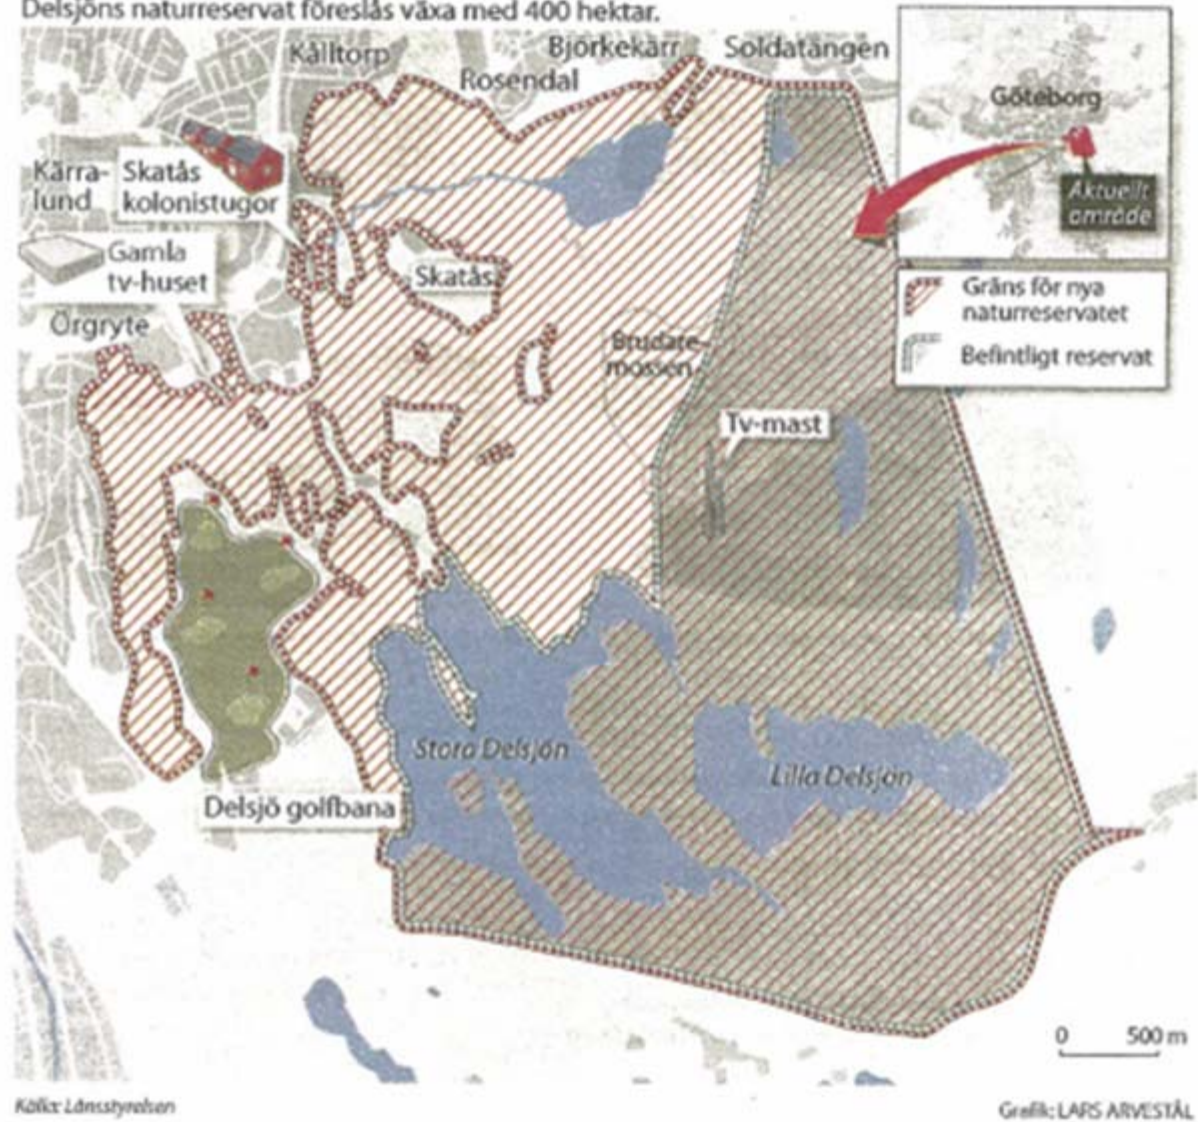 Delsjöns naturreservat föreslås växa med 400 hektar.
Kålltorp
Björkekärr
Soldatängen
Rosendal
Göteborg
Aktuellt
område
Kärra-
lund
Skatås
kolonistugor
Gamla
tv-huset
Örgryte
Skatås
Gräns för nya
naturreservatet
Befintligt reservat
Brudare-
mossen
Tv-mast
Stora Delsjön
Lilla Delsjön
Delsjö golfbana
0 500 m
Källa: Länsstyrelsen
Grafik: LARS ARVESTÅL